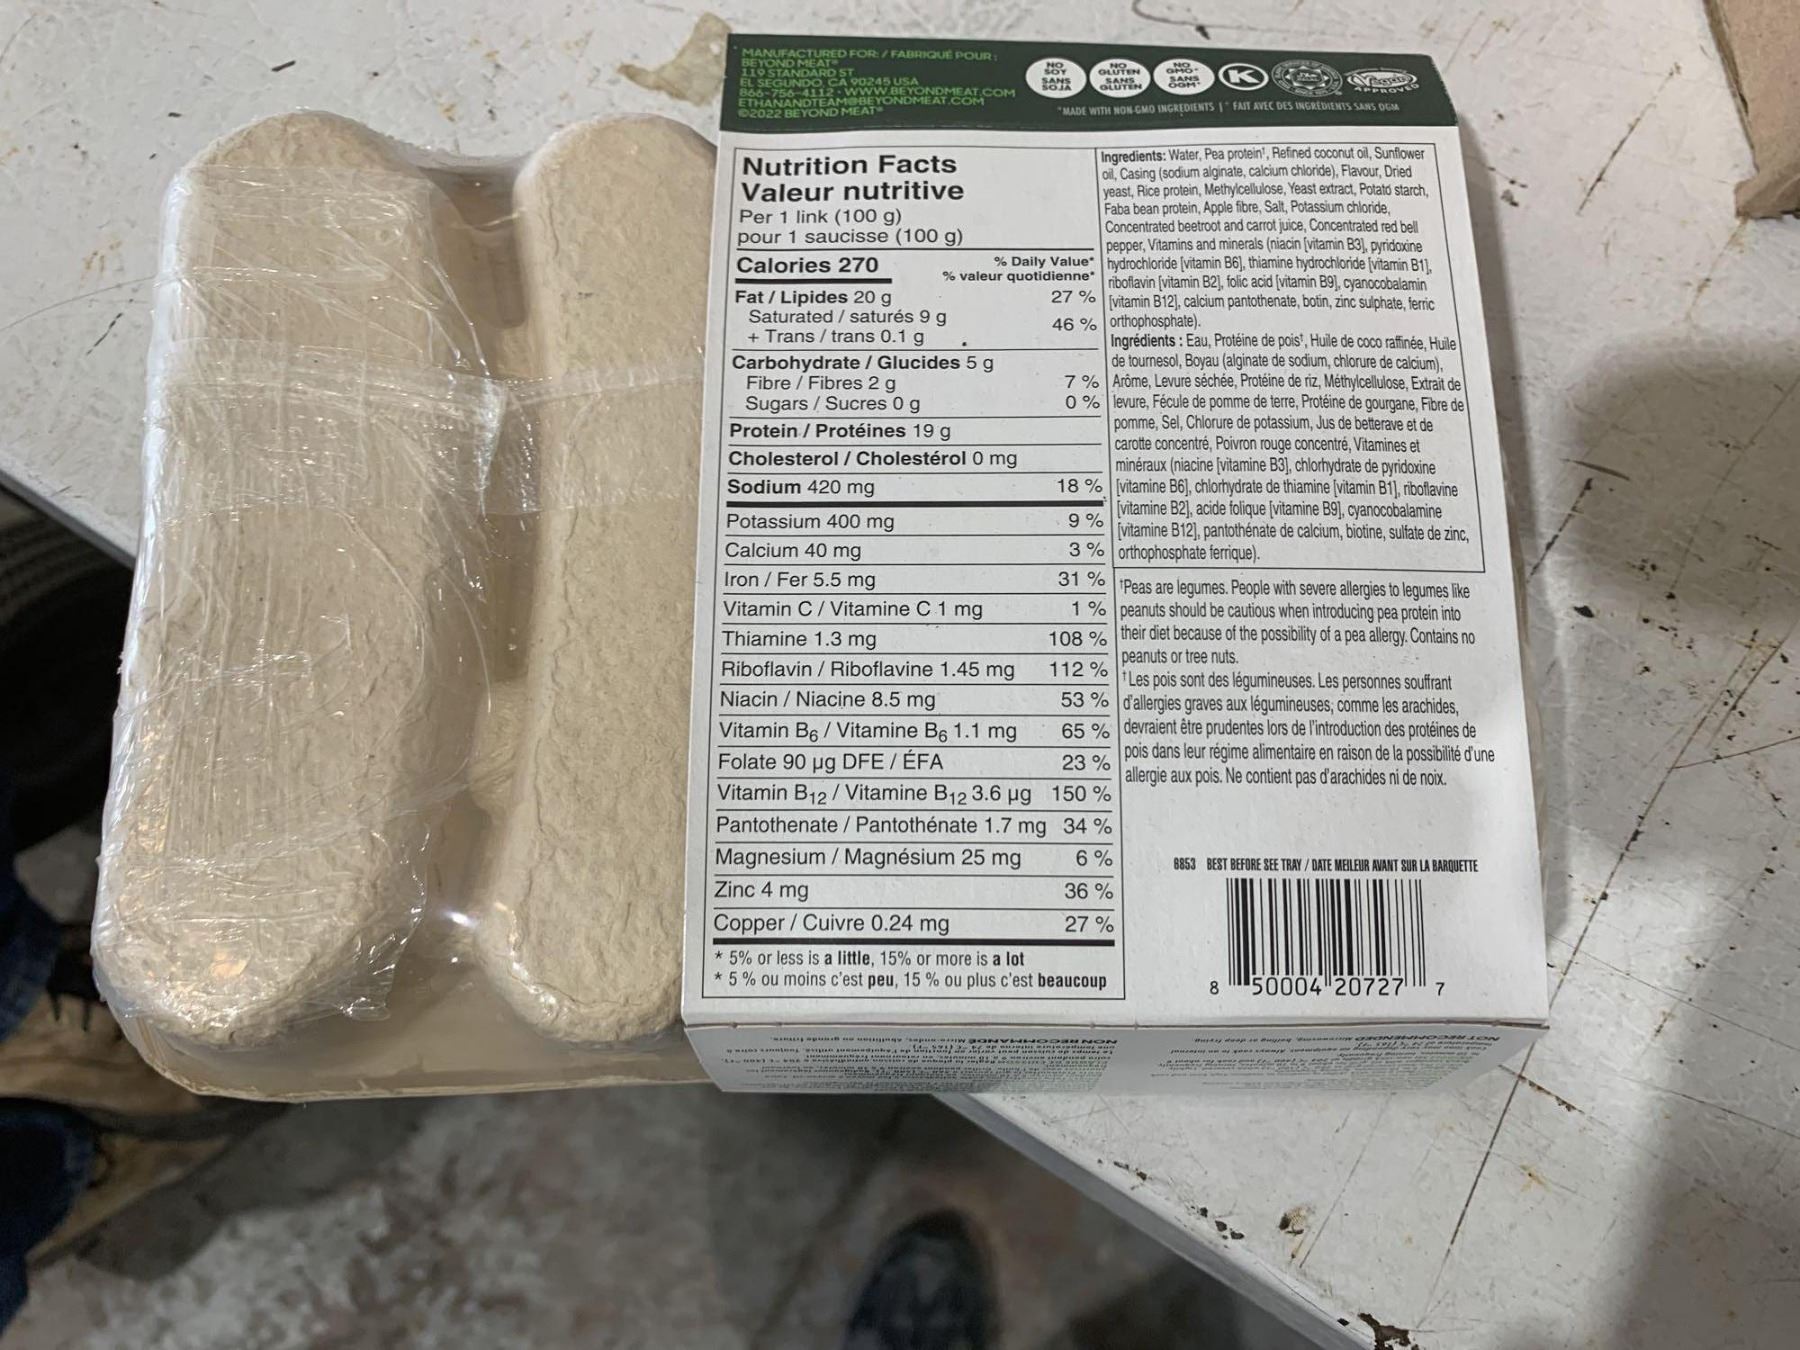 MANUFACTURED FOR: / FABRIQUÉ POUR :
BEYOND MEAT®
119 STANDARD ST
EL SEGUNDO, CA 90245 USA
866-756-4112 • WWW.BEYONDMEAT.COM
ETHANANDTEAM@BEYONDMEAT.COM
©2022 BEYOND MEAT®
NO SOY SANS SOJA
NO GLUTEN SANS GLUTEN
NO GMO* SANS OGM*
K
APPROVED
*MADE WITH NON-GMO INGREDIENTS | * FAIT AVEC DES INGRÉDIENTS SANS OGM
Nutrition Facts
Valeur nutritive
Per 1 link (100 g)
pour 1 saucisse (100 g)
Calories 270
% Daily Value*
% valeur quotidienne*
Fat / Lipides 20 g 27 %
Saturated / saturés 9 g
+ Trans / trans 0.1 g 46 %
Carbohydrate / Glucides 5 g
Fibre / Fibres 2 g 7 %
Sugars / Sucres 0 g 0 %
Protein / Protéines 19 g
Cholesterol / Cholestérol 0 mg
Sodium 420 mg 18 %
Potassium 400 mg 9 %
Calcium 40 mg 3 %
Iron / Fer 5.5 mg 31 %
Vitamin C / Vitamine C 1 mg 1 %
Thiamine 1.3 mg 108 %
Riboflavin / Riboflavine 1.45 mg 112 %
Niacin / Niacine 8.5 mg 53 %
Vitamin B6 / Vitamine B6 1.1 mg 65 %
Folate 90 µg DFE / ÉFA 23 %
Vitamin B12 / Vitamine B12 3.6 µg 150 %
Pantothenate / Pantothénate 1.7 mg 34 %
Magnesium / Magnésium 25 mg 6 %
Zinc 4 mg 36 %
Copper / Cuivre 0.24 mg 27 %
* 5% or less is a little, 15% or more is a lot
* 5 % ou moins c'est peu, 15 % ou plus c'est beaucoup
Ingredients: Water, Pea protein†, Refined coconut oil, Sunflower
oil, Casing (sodium alginate, calcium chloride), Flavour, Dried
yeast, Rice protein, Methylcellulose, Yeast extract, Potato starch,
Faba bean protein, Apple fibre, Salt, Potassium chloride,
Concentrated beetroot and carrot juice, Concentrated red bell
pepper, Vitamins and minerals (niacin [vitamin B3], pyridoxine
hydrochloride [vitamin B6], thiamine hydrochloride [vitamin B1],
riboflavin [vitamin B2], folic acid [vitamin B9], cyanocobalamin
[vitamin B12], calcium pantothenate, botin, zinc sulphate, ferric
orthophosphate).
Ingrédients : Eau, Protéine de pois†, Huile de coco raffinée, Huile
de tournesol, Boyau (alginate de sodium, chlorure de calcium),
Arôme, Levure séchée, Protéine de riz, Méthylcellulose, Extrait de
levure, Fécule de pomme de terre, Protéine de gourgane, Fibre de
pomme, Sel, Chlorure de potassium, Jus de betterave et de
carotte concentré, Poivron rouge concentré, Vitamines et
minéraux (niacine [vitamine B3], chlorhydrate de pyridoxine
[vitamine B6], chlorhydrate de thiamine [vitamin B1], riboflavine
[vitamine B2], acide folique [vitamine B9], cyanocobalamine
[vitamine B12], pantothénate de calcium, biotine, sulfate de zinc,
orthophosphate ferrique).
†Peas are legumes. People with severe allergies to legumes like
peanuts should be cautious when introducing pea protein into
their diet because of the possibility of a pea allergy. Contains no
peanuts or tree nuts.
†Les pois sont des légumineuses. Les personnes souffrant
d'allergies graves aux légumineuses, comme les arachides,
devraient être prudentes lors de l'introduction des protéines de
pois dans leur régime alimentaire en raison de la possibilité d'une
allergie aux pois. Ne contient pas d'arachides ni de noix.
6853 BEST BEFORE SEE TRAY / DATE MEILEUR AVANT SUR LA BARQUETTE
8 50004 20727 7
NON RECOMMANDÉ
NOT RECOMMENDED